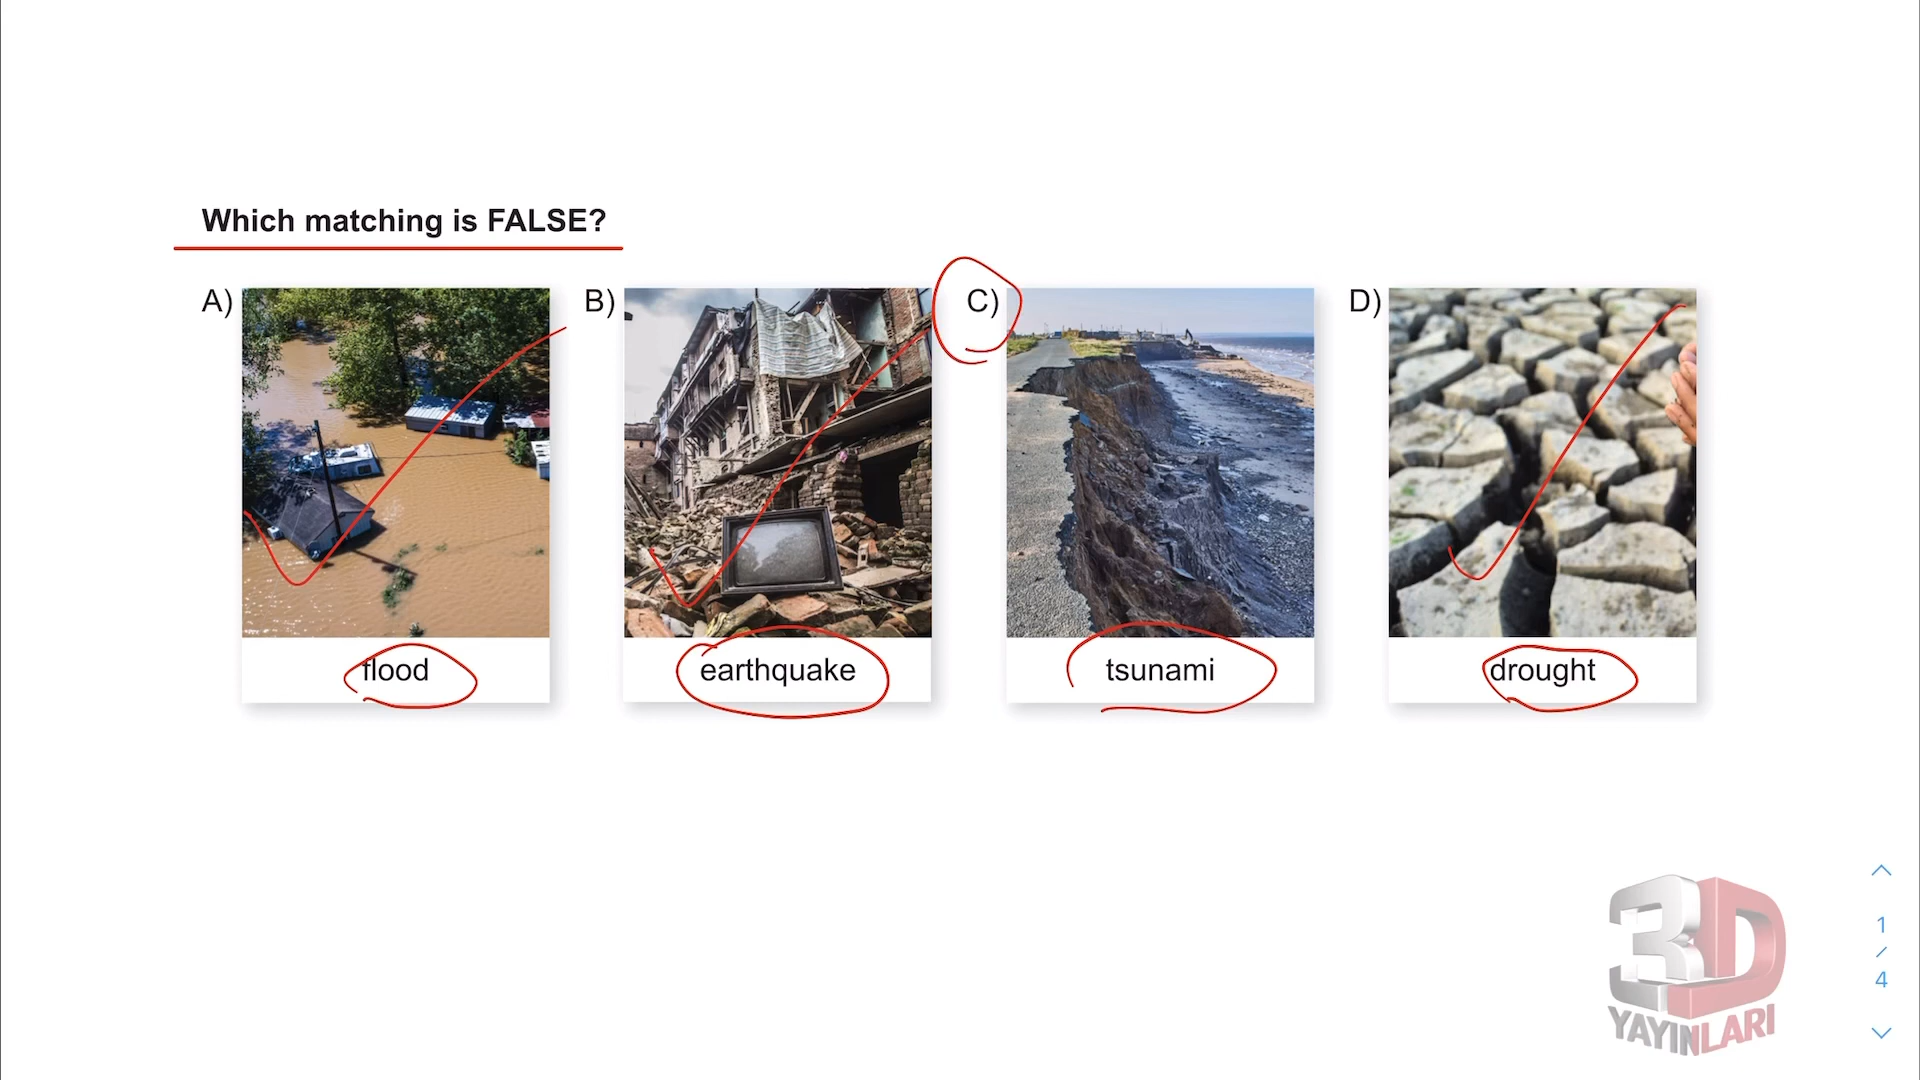 Which matching is FALSE?
A)
B)
C)
D)
flood
earthquake
tsunami
drought
3D
YAYINLARI
1
/
4